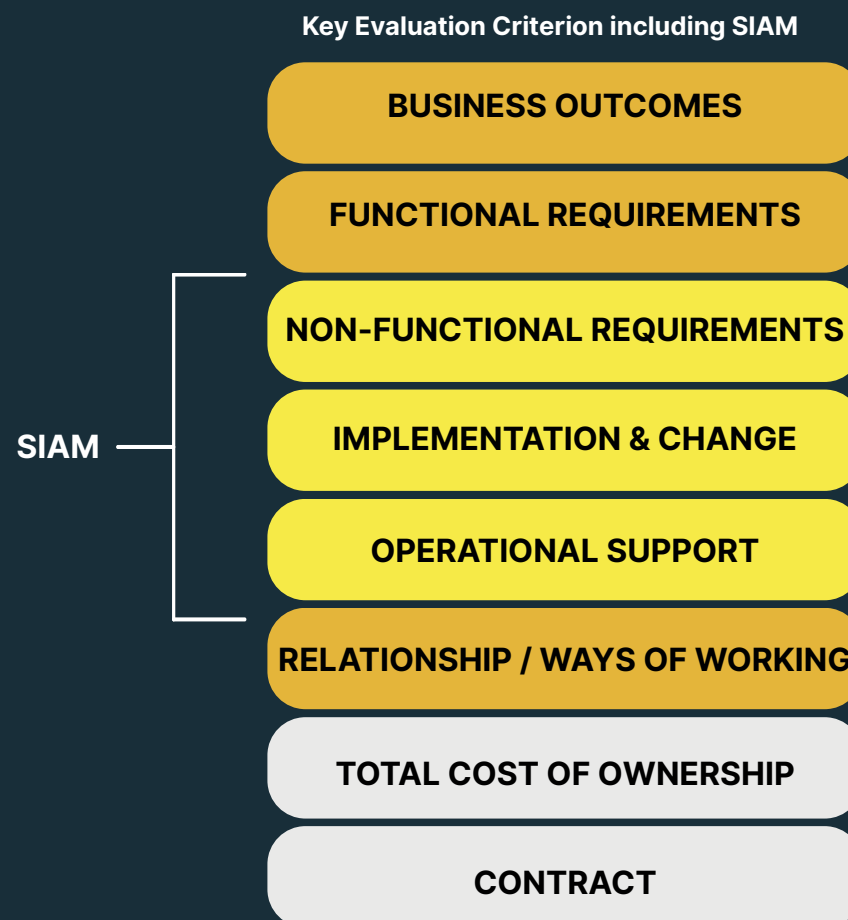 Key Evaluation Criterion including SIAM
BUSINESS OUTCOMES
FUNCTIONAL REQUIREMENTS
NON-FUNCTIONAL REQUIREMENTS
IMPLEMENTATION & CHANGE
SIAM
OPERATIONAL SUPPORT
RELATIONSHIP / WAYS OF WORKING
TOTAL COST OF OWNERSHIP
CONTRACT